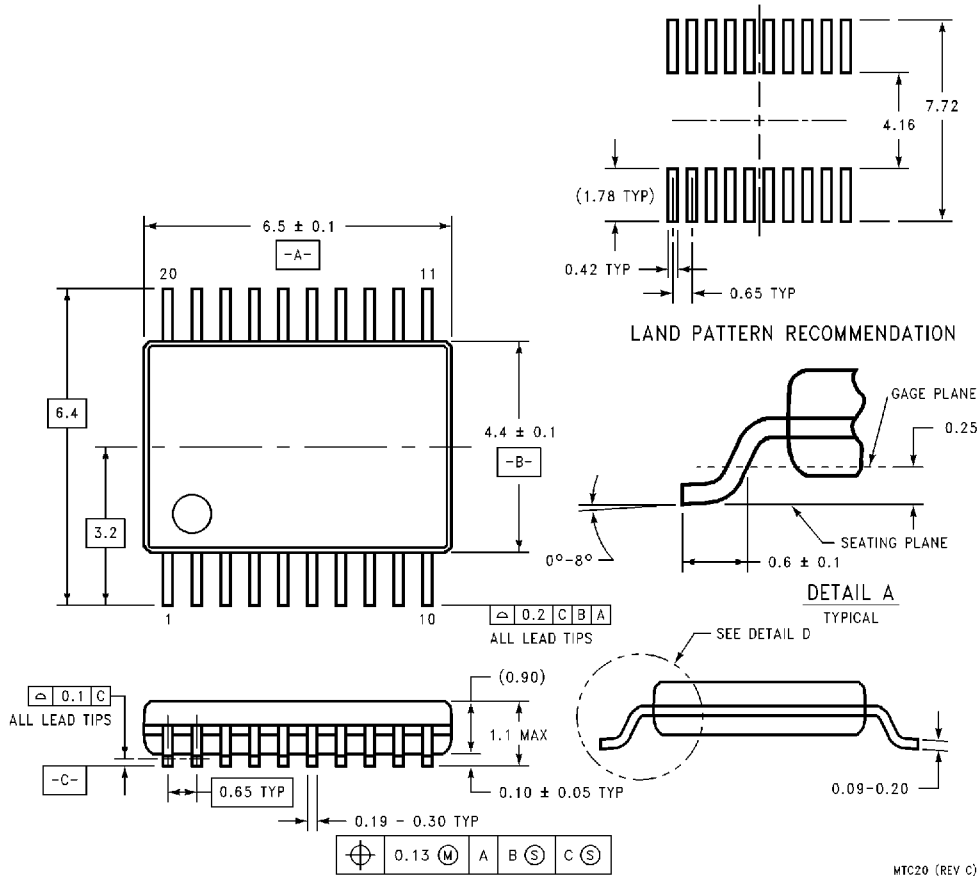 7.72
4.16
(1.78 TYP)
0.42 TYP
0.65 TYP
LAND PATTERN RECOMMENDATION
6.5 ± 0.1
-A-
20
11
6.4
3.2
4.4 ± 0.1
-B-
1
10
⌓ 0.2 C B A
ALL LEAD TIPS
GAGE PLANE
0.25
SEATING PLANE
0°-8°
0.6 ± 0.1
DETAIL A
TYPICAL
SEE DETAIL D
0.09-0.20
⌓ 0.1 C
ALL LEAD TIPS
-C-
(0.90)
1.1 MAX
0.65 TYP
0.10 ± 0.05 TYP
0.19 - 0.30 TYP
⌖ 0.13 Ⓜ A B Ⓢ C Ⓢ
MTC20 (REV C)